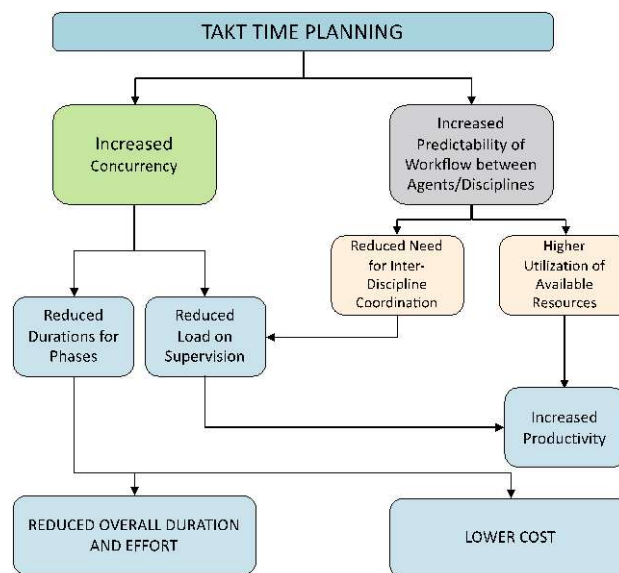 TAKT TIME PLANNING
Increased
Concurrency
Increased
Predictability of
Workflow between
Agents/Disciplines
Reduced Need
for Inter-
Discipline
Coordination
Higher
Utilization of
Available
Resources
Reduced
Durations for
Phases
Reduced
Load on
Supervision
Increased
Productivity
REDUCED OVERALL DURATION
AND EFFORT
LOWER COST